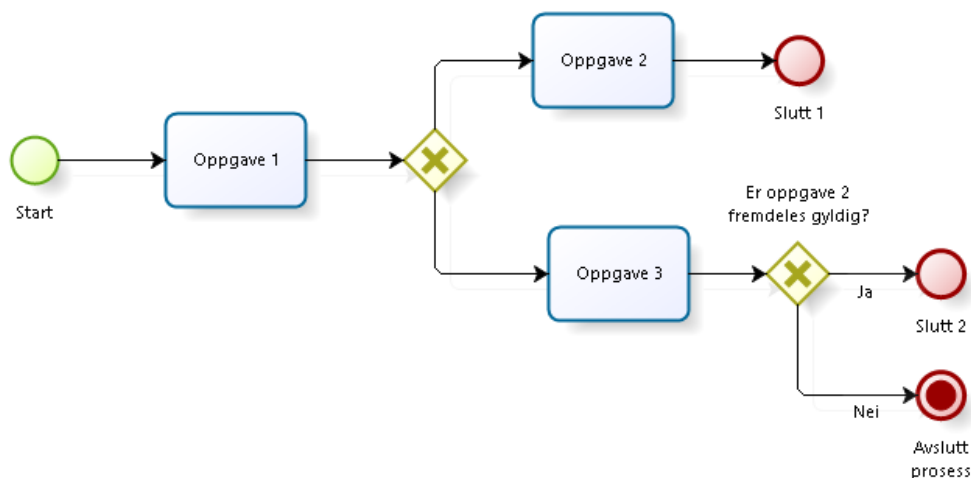 Oppgave 2
Slutt 1
Oppgave 1
Start
Er oppgave 2
fremdeles gyldig?
Oppgave 3
Ja
Slutt 2
Nei
Avslutt
prosess